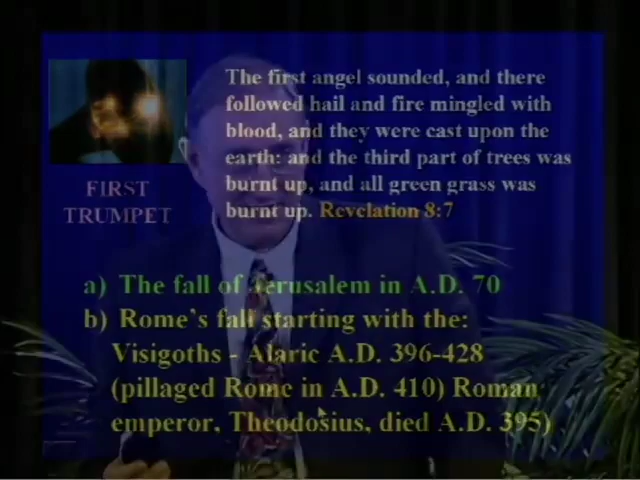 The first angel sounded, and there
followed hail and fire mingled with
blood, and they were cast upon the
earth: and the third part of trees was
burnt up, and all green grass was
burnt up. Revelation 8:7
FIRST
TRUMPET
a) The fall of Jerusalem in A.D. 70
b) Rome's fall starting with the:
Visigoths - Alaric A.D. 396-428
(pillaged Rome in A.D. 410) Roman
emperor, Theodosius, died A.D. 395)